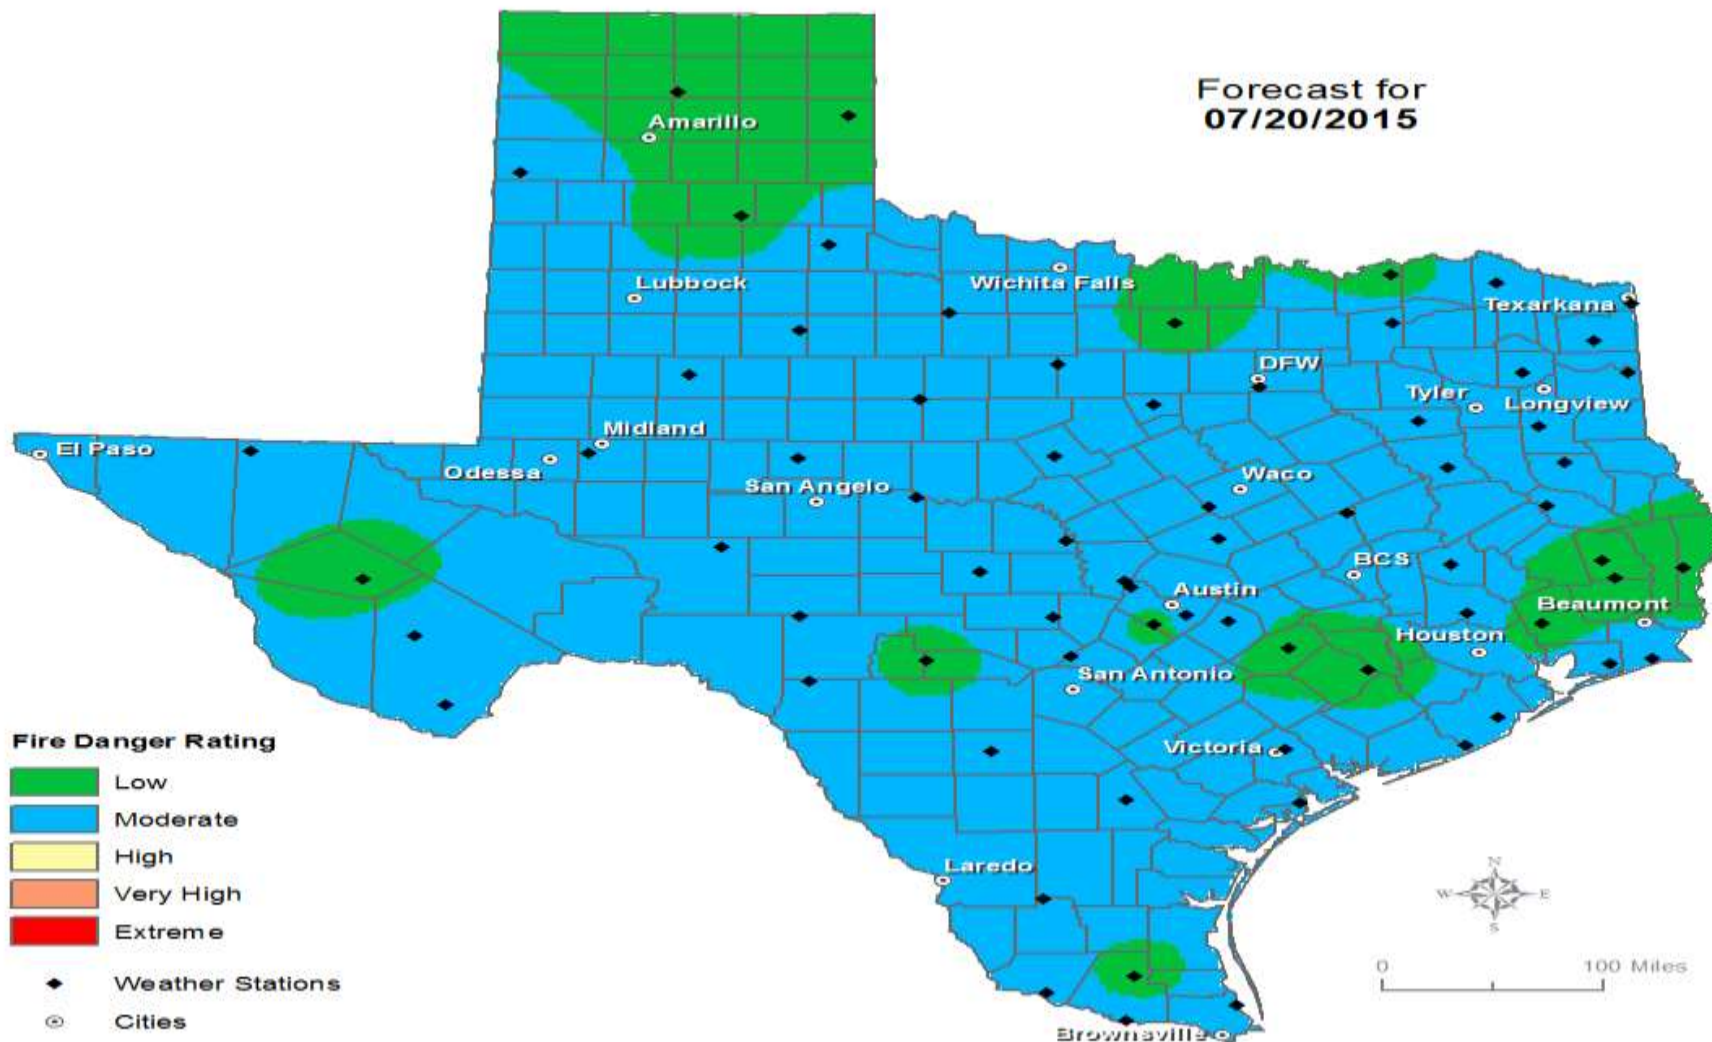 Forecast for
07/20/2015
Amarillo
Lubbock
Wichita Falls
Texarkana
DFW
Tyler
Longview
El Paso
Midland
Odessa
San Angelo
Waco
BCS
Austin
Beaumont
Houston
San Antonio
Victoria
Laredo
Brownsville
Fire Danger Rating
Low
Moderate
High
Very High
Extreme
Weather Stations
Cities
N
W E
S
0 100 Miles